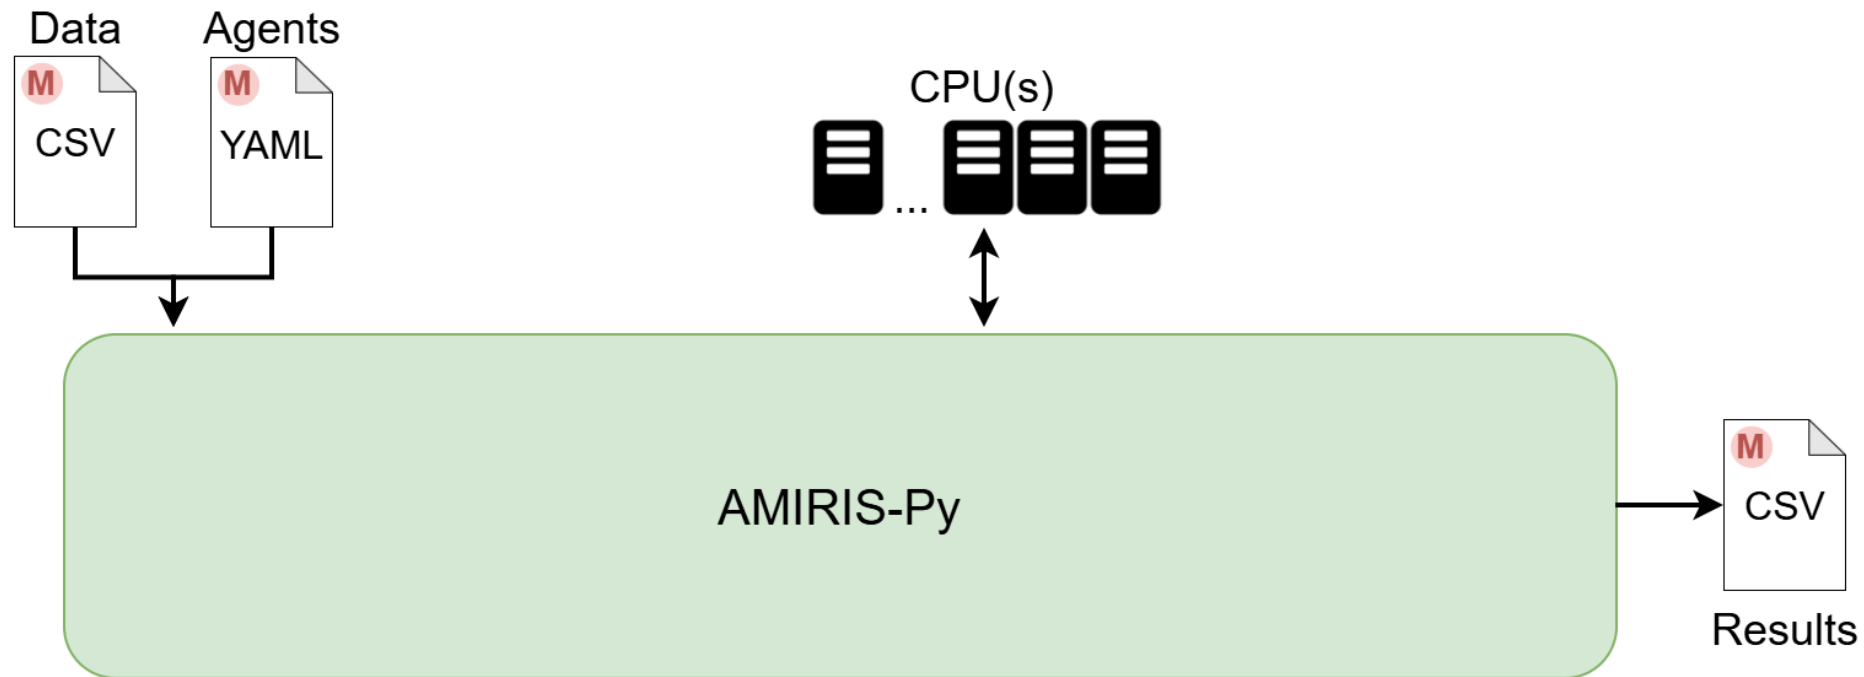 Data
Agents
M
CSV
M
YAML
CPU(s)
...
AMIRIS-Py
M
CSV
Results